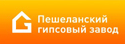 Пешеланский
гипсовый завод